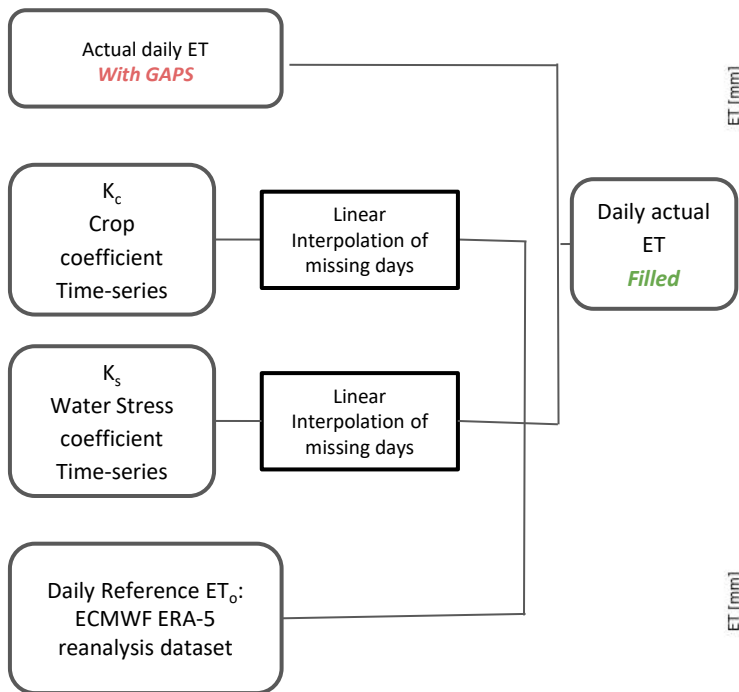 Actual daily ET
With GAPS
ET [mm]
Kc
Crop
coefficient
Time-series
Linear
Interpolation of
missing days
Daily actual
ET
Filled
Ks
Water Stress
coefficient
Time-series
Linear
Interpolation of
missing days
Daily Reference ETo:
ECMWF ERA-5
reanalysis dataset
ET [mm]